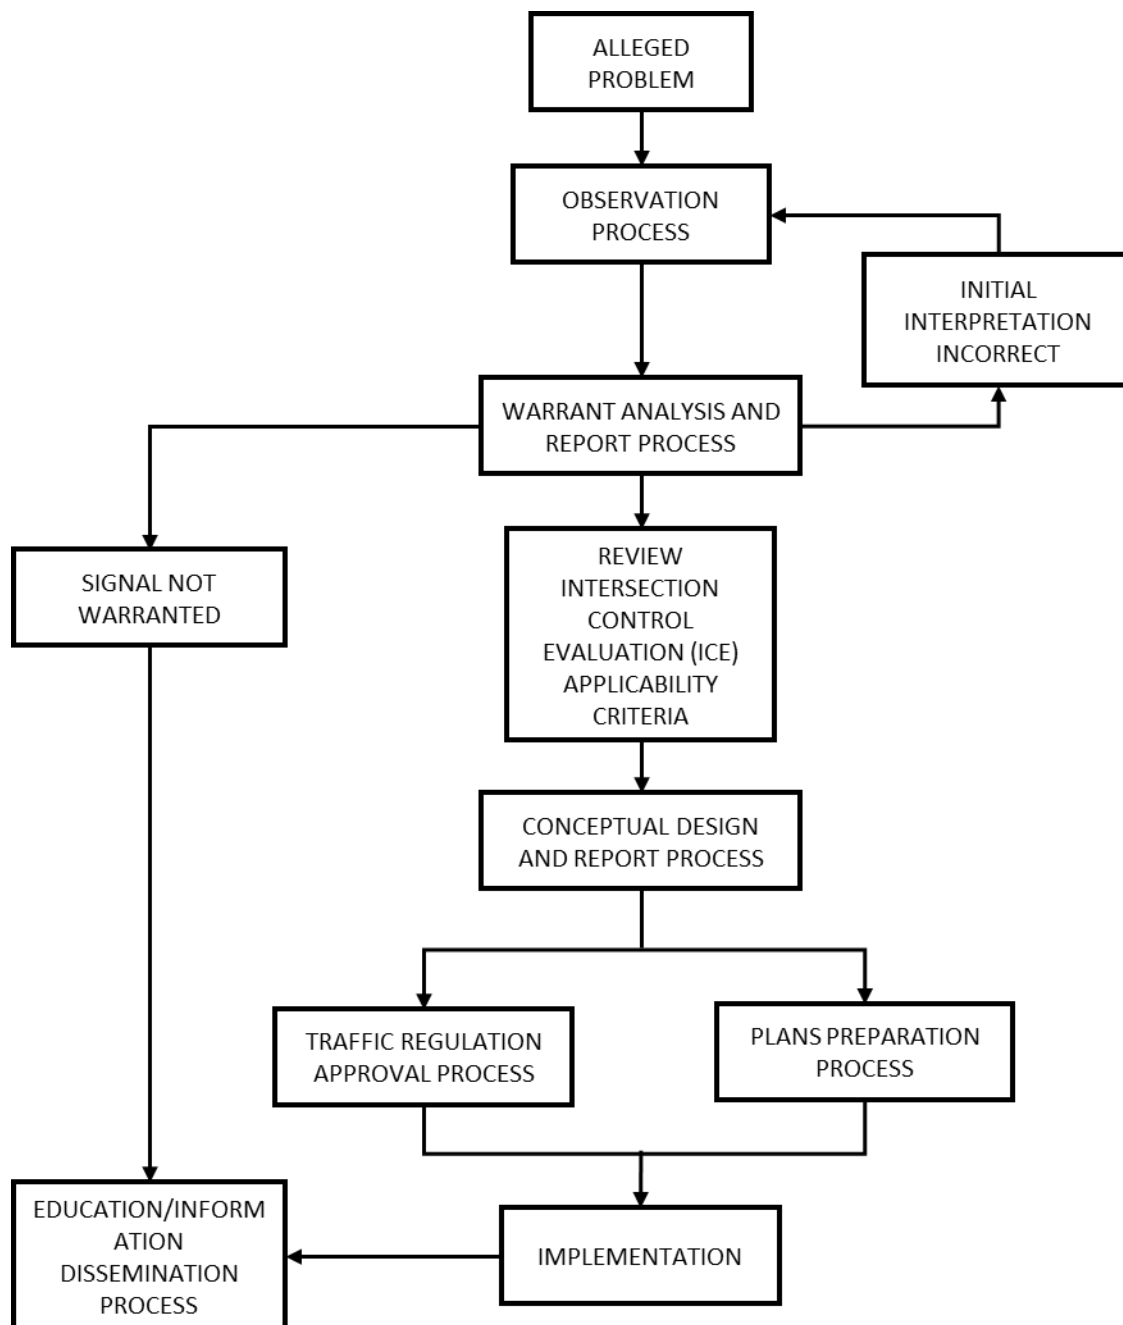 ALLEGED
PROBLEM
OBSERVATION
PROCESS
INITIAL
INTERPRETATION
INCORRECT
WARRANT ANALYSIS AND
REPORT PROCESS
SIGNAL NOT
WARRANTED
REVIEW
INTERSECTION
CONTROL
EVALUATION (ICE)
APPLICABILITY
CRITERIA
CONCEPTUAL DESIGN
AND REPORT PROCESS
TRAFFIC REGULATION
APPROVAL PROCESS
PLANS PREPARATION
PROCESS
EDUCATION/INFORM
ATION
DISSEMINATION
PROCESS
IMPLEMENTATION